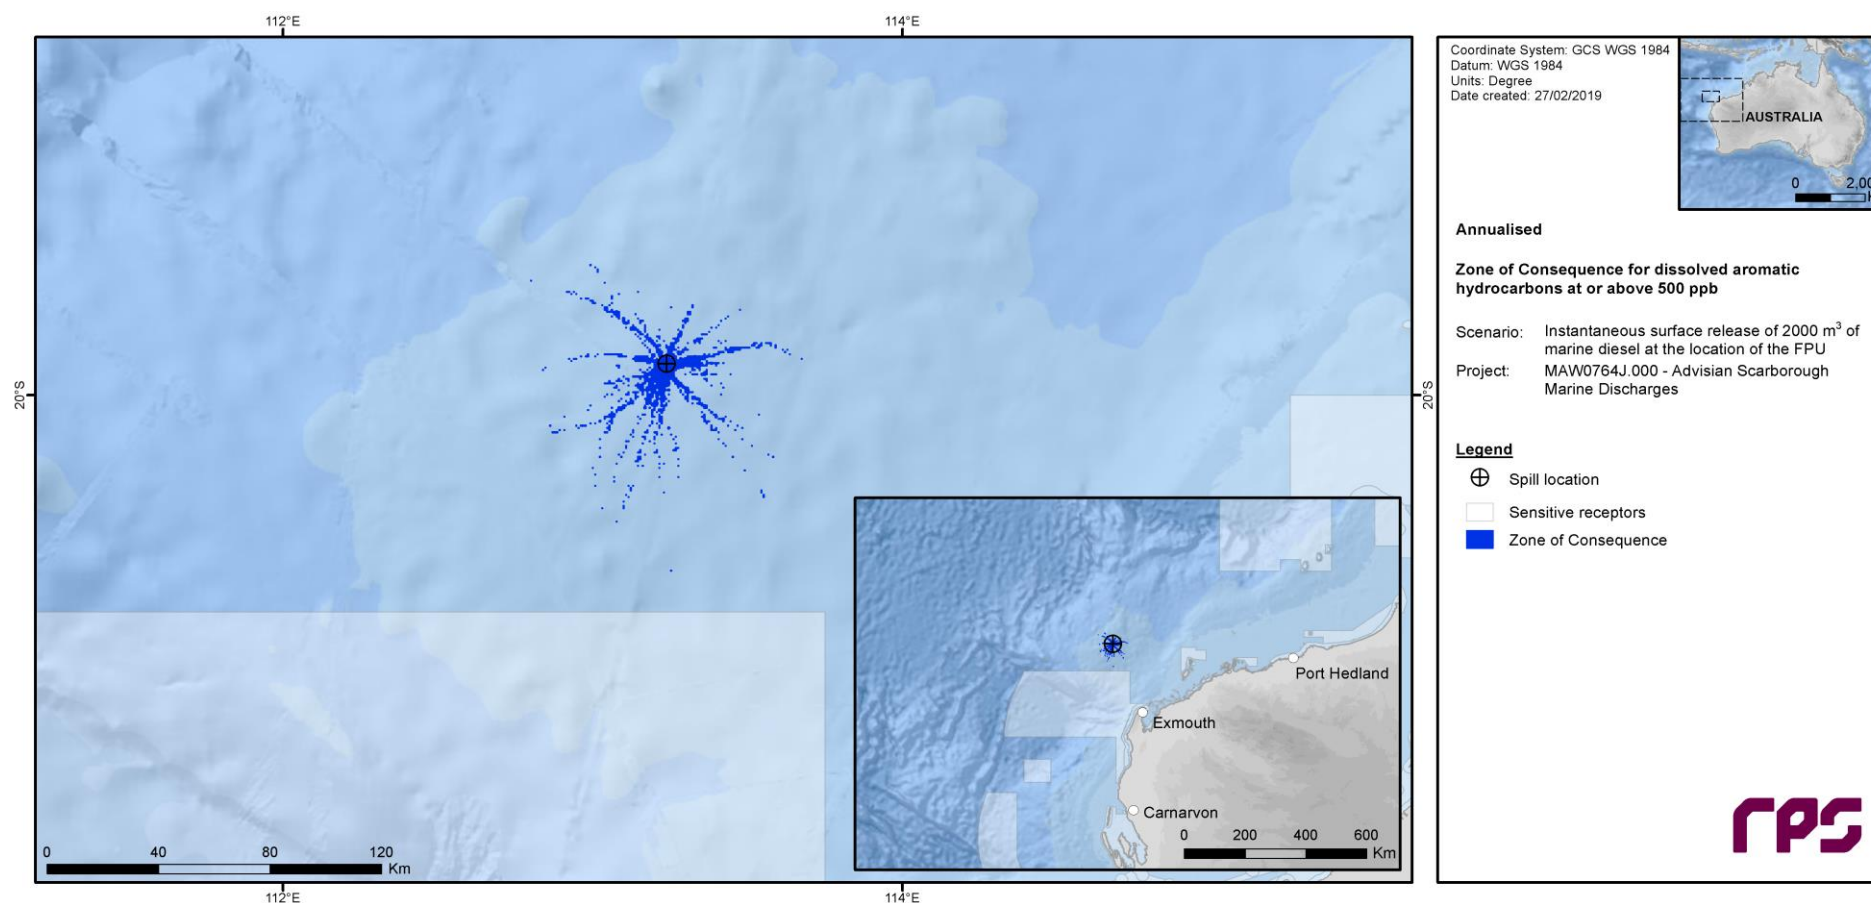 112°E
114°E
20°S
20°S
112°E
114°E
0 40 80 120
Km
Port Hedland
Exmouth
Carnarvon
0 200 400 600
Km
Coordinate System: GCS WGS 1984
Datum: WGS 1984
Units: Degree
Date created: 27/02/2019
AUSTRALIA
0 2,00
Annualised
Zone of Consequence for dissolved aromatic
hydrocarbons at or above 500 ppb
Scenario: Instantaneous surface release of 2000 m³ of
marine diesel at the location of the FPU
Project: MAW0764J.000 - Advisian Scarborough
Marine Discharges
Legend
Spill location
Sensitive receptors
Zone of Consequence
rps